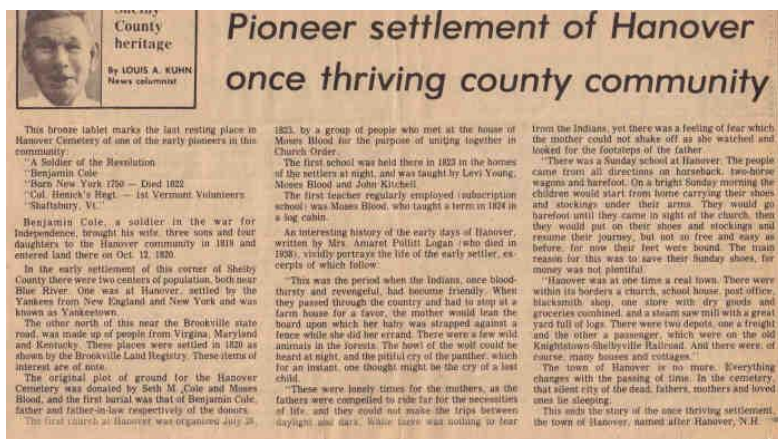 Shelby
County
heritage
By LOUIS A. KUHN
News columnist
Pioneer settlement of Hanover
once thriving county community
This bronze tablet marks the last resting place in
Hanover Cemetery of one of the early pioneers in this
community:
"A Soldier of the Revolution
"Benjamin Cole
"Born New York 1750 — Died 1822
"Col. Henick's Regt. — 1st Vermont Volunteers
"Shaftsbury, Vt."
Benjamin Cole, a soldier in the war for
Independence, brought his wife, three sons and four
daughters to the Hanover community in 1819 and
entered land there on Oct. 12, 1820.
In the early settlement of this corner of Shelby
County there were two centers of population, both near
Blue River. One was at Hanover, settled by the
Yankees from New England and New York and was
known as Yankeetown.
The other north of this near the Brookville state
road, was made up of people from Virgina, Maryland
and Kentucky. These places were settled in 1820 as
shown by the Brookville Land Registry. These items of
interest are of note.
The original plot of ground for the Hanover
Cemetery was donated by Seth M. Cole and Moses
Blood, and the first burial was that of Benjamin Cole,
father and father-in-law respectively of the donors.
The first church at Hanover was organized July 28,
1823, by a group of people who met at the house of
Moses Blood for the purpose of uniting together in
Church Order.
The first school was held there in 1823 in the homes
of the settlers at night, and was taught by Levi Young,
Moses Blood and John Kitchell.
The first teacher regularly employed (subscription
school) was Moses Blood, who taught a term in 1824 in
a log cabin.
An interesting history of the early days of Hanover,
written by Mrs. Amaret Pollitt Logan (who died in
1938), vividly portrays the life of the early settler, ex-
cerpts of which follow:
"This was the period when the Indians, once blood-
thirsty and revengeful, had become friendly. When
they passed through the country and had to stop at a
farm house for a favor, the mother would lean the
board upon which her baby was strapped against a
fence while she did her errand. There were a few wild
animals in the forests. The howl of the wolf could be
heard at night, and the pitiful cry of the panther, which
for an instant, one thought might be the cry of a lost
child.
"These were lonely times for the mothers, as the
fathers were compelled to ride far for the necessities
of life, and they could not make the trips between
daylight and dark. While there was nothing to fear
from the Indians, yet there was a feeling of fear which
the mother could not shake off as she watched and
looked for the footsteps of the father.
"There was a Sunday school at Hanover. The people
came from all directions on horseback, two-horse
wagons and barefoot. On a bright Sunday morning the
children would start from home carrying their shoes
and stockings under their arms. They would go
barefoot until they came in sight of the church, then
they would put on their shoes and stockings and
resume their journey, but not so free and easy as
before, for now their feet were bound. The main
reason for this was to save their Sunday shoes, for
money was not plentiful.
"Hanover was at one time a real town. There were
within its borders a church, school house, post office,
blacksmith shop, one store with dry goods and
groceries combined, and a steam saw mill with a great
yard full of logs. There were two depots, one a freight
and the other a passenger, which were on the old
Knightstown-Shelbyville Railroad. And there were, of
course, many houses and cottages."
The town of Hanover is no more. Everything
changes with the passing of time. In the cemetery,
that silent city of the dead, fathers, mothers and loved
ones lie sleeping.
This ends the story of the once thriving settlement,
the town of Hanover, named after Hanover, N.H.